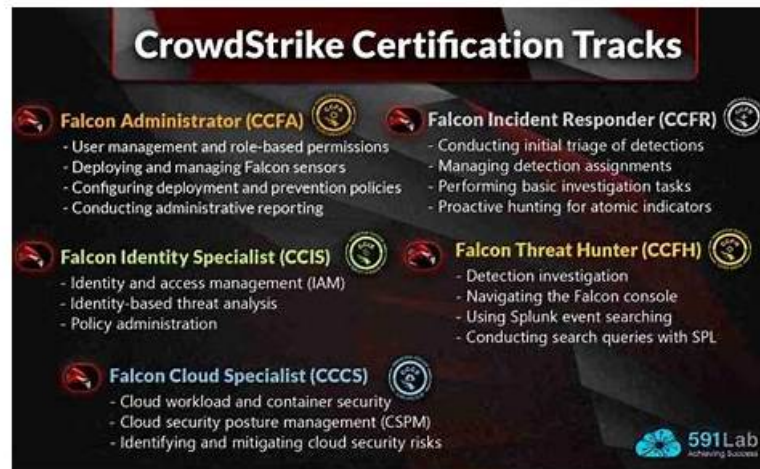 CrowdStrike Certification Tracks
Falcon Administrator (CCFA)
- User management and role-based permissions
- Deploying and managing Falcon sensors
- Configuring deployment and prevention policies
- Conducting administrative reporting
Falcon Incident Responder (CCFR)
- Conducting initial triage of detections
- Managing detection assignments
- Performing basic investigation tasks
- Proactive hunting for atomic indicators
Falcon Identity Specialist (CCIS)
- Identity and access management (IAM)
- Identity-based threat analysis
- Policy administration
Falcon Threat Hunter (CCFH)
- Detection investigation
- Navigating the Falcon console
- Using Splunk event searching
- Conducting search queries with SPL
Falcon Cloud Specialist (CCCS)
- Cloud workload and container security
- Cloud security posture management (CSPM)
- Identifying and mitigating cloud security risks
591Lab
Achieving Success